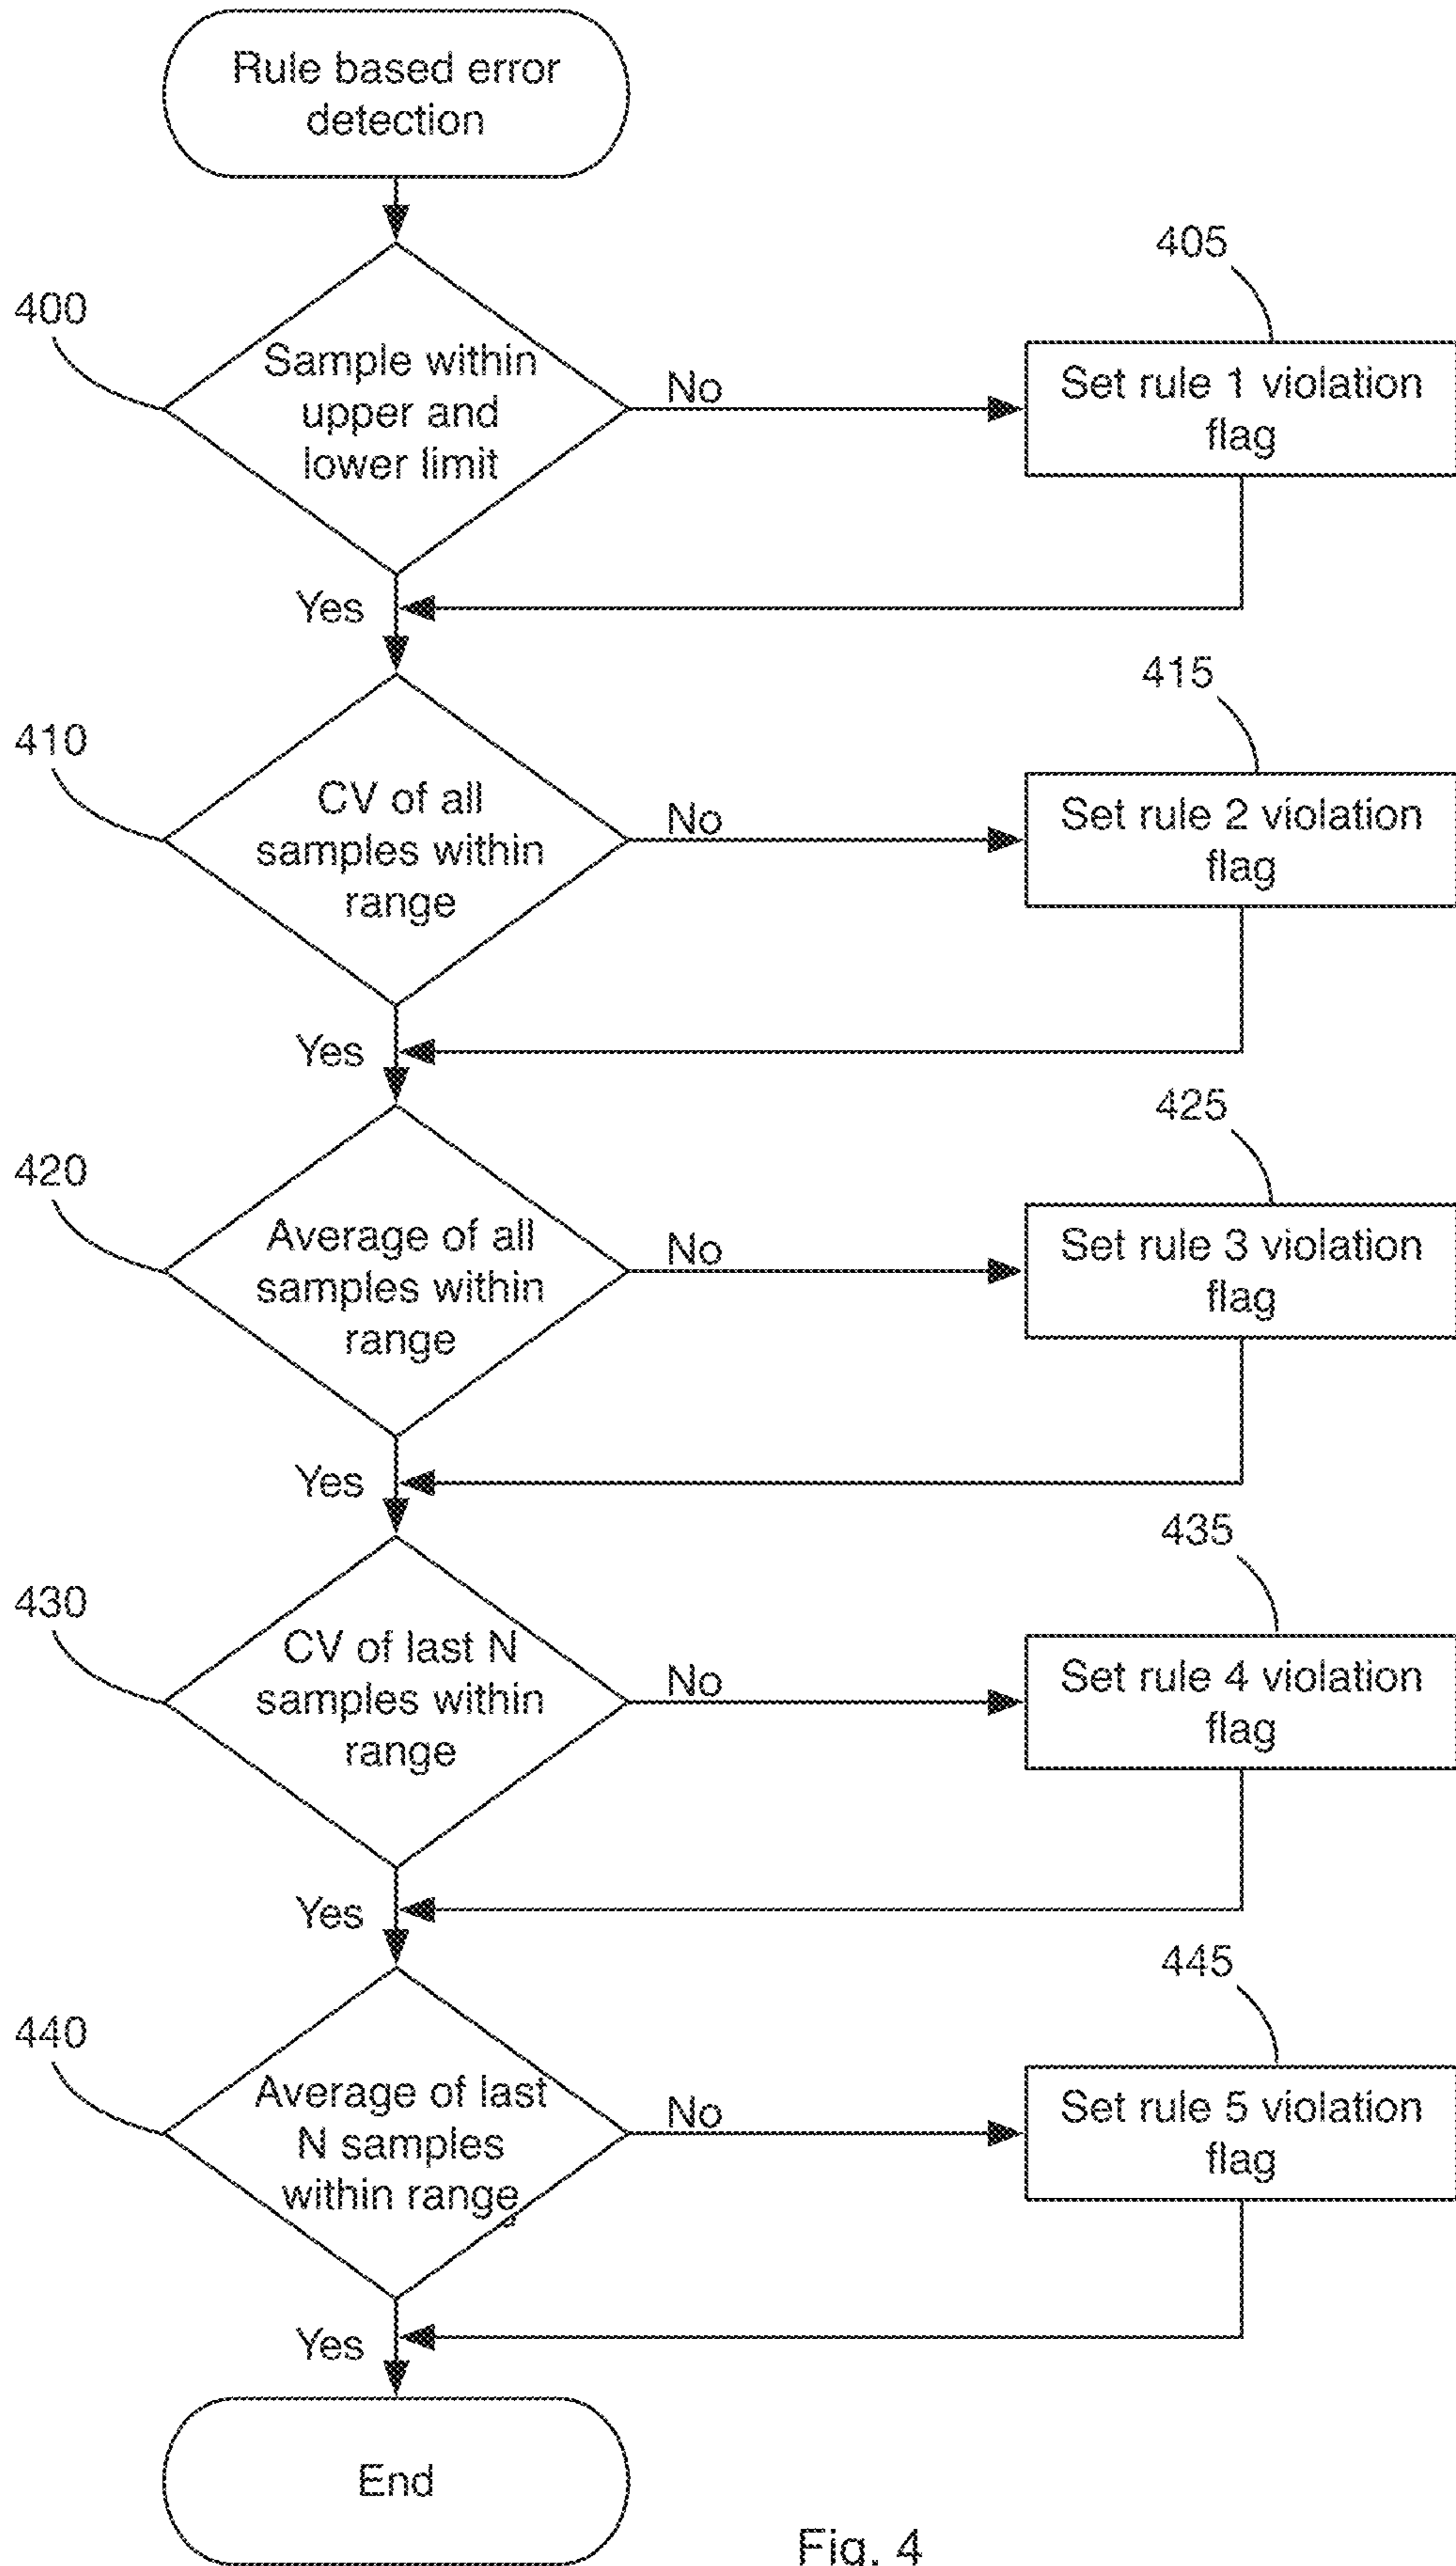 Rule based error
detection
400
Sample within
upper and
lower limit
No
405
Set rule 1 violation
flag
Yes
410
CV of all
samples within
range
No
415
Set rule 2 violation
flag
Yes
420
Average of all
samples within
range
No
425
Set rule 3 violation
flag
Yes
430
CV of last N
samples within
range
No
435
Set rule 4 violation
flag
Yes
440
Average of last
N samples
within range
No
445
Set rule 5 violation
flag
Yes
End
Fig. 4